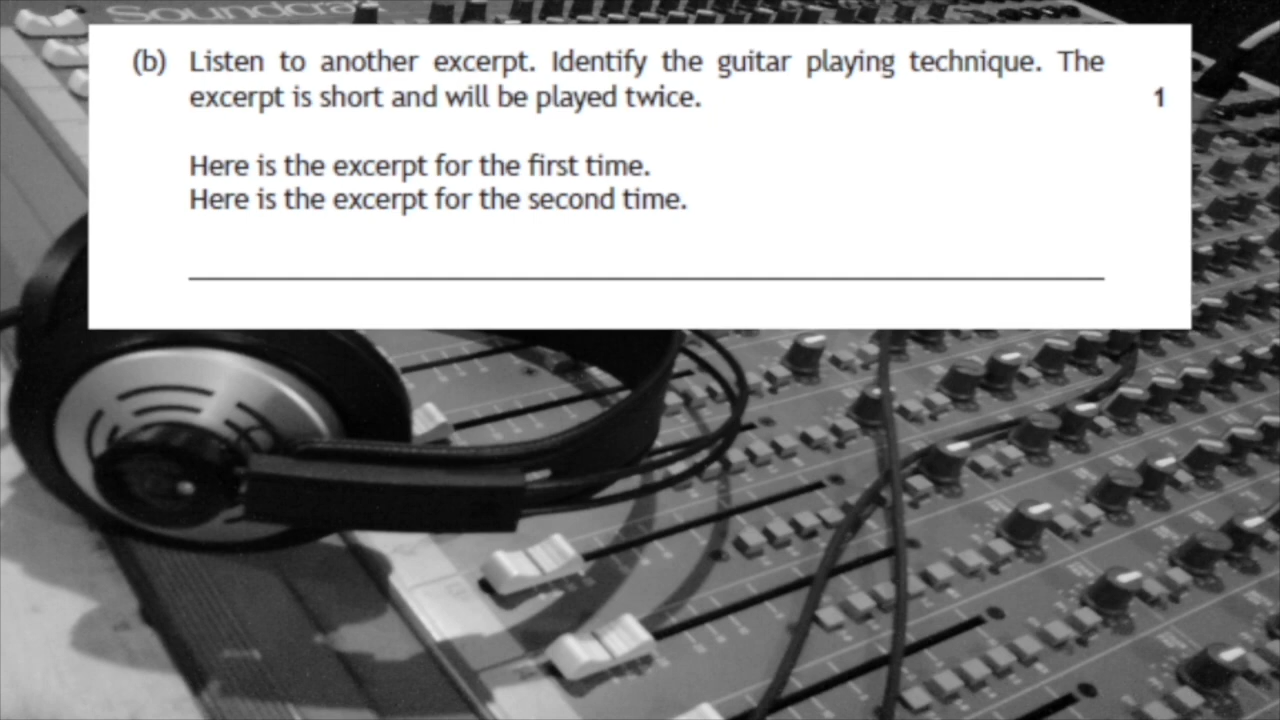 Soundcra
(b) Listen to another excerpt. Identify the guitar playing technique. The
excerpt is short and will be played twice.
1
Here is the excerpt for the first time.
Here is the excerpt for the second time.